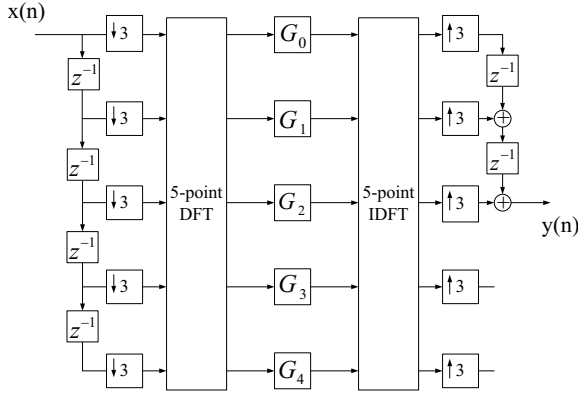 x(n)
↓3
5-point
DFT
G₀
5-point
IDFT
↑3
z⁻¹
z⁻¹
↓3
G₁
↑3
+
z⁻¹
z⁻¹
↓3
G₂
↑3
+
y(n)
z⁻¹
↓3
G₃
↑3
z⁻¹
↓3
G₄
↑3